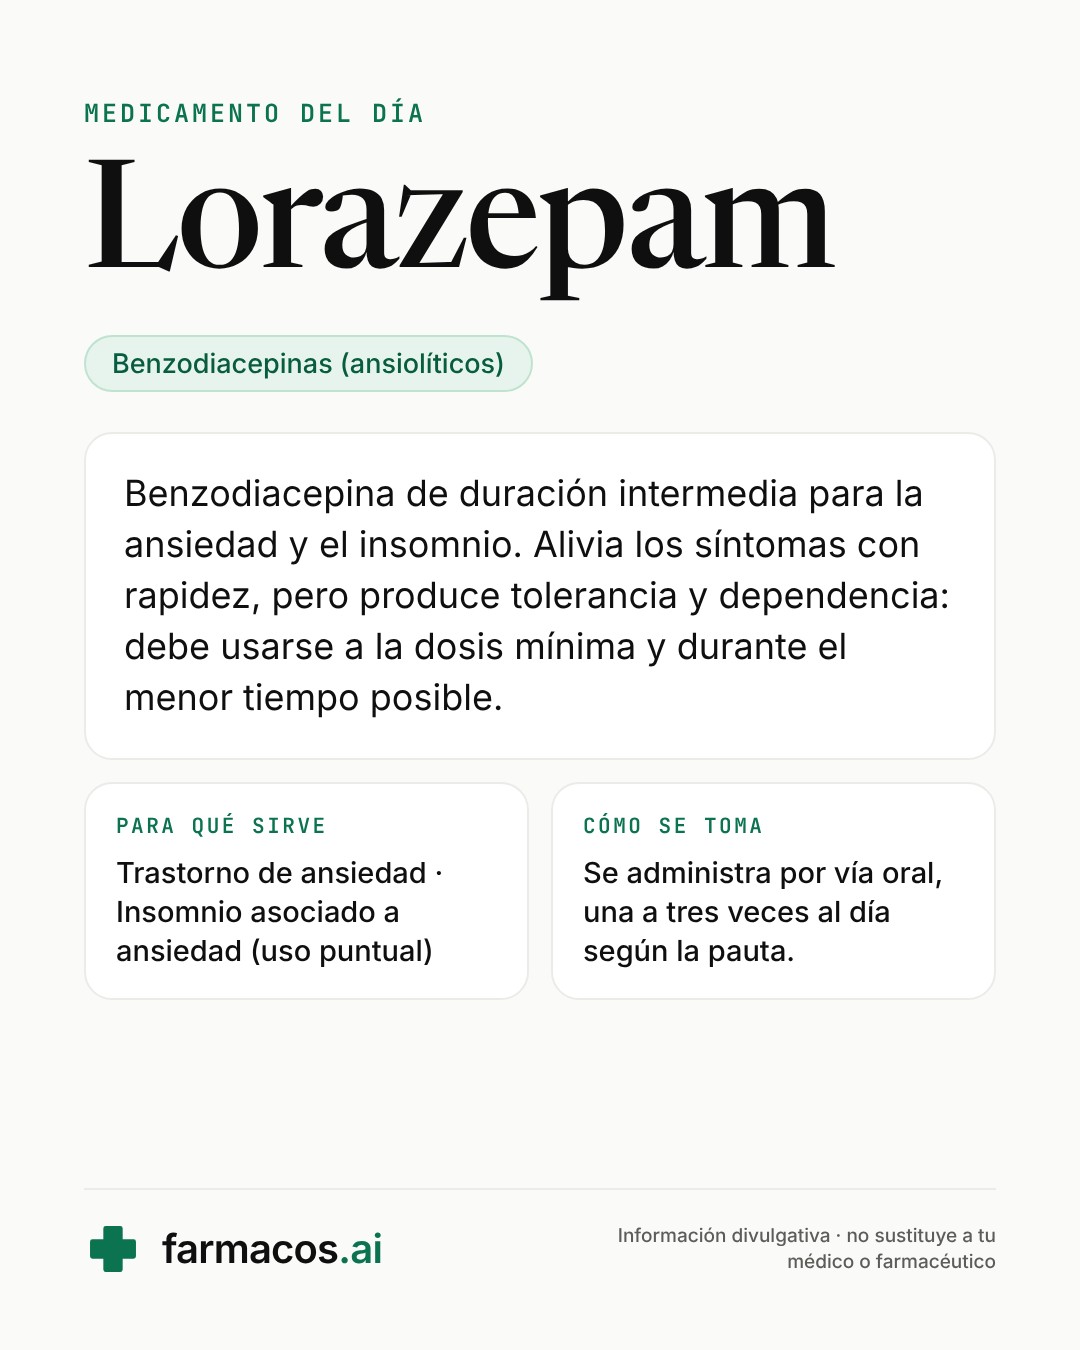 MEDICAMENTO DEL DÍA
Lorazepam
Benzodiacepinas (ansiolíticos)
Benzodiacepina de duración intermedia para la
ansiedad y el insomnio. Alivia los síntomas con
rapidez, pero produce tolerancia y dependencia:
debe usarse a la dosis mínima y durante el
menor tiempo posible.
PARA QUÉ SIRVE
Trastorno de ansiedad ·
Insomnio asociado a
ansiedad (uso puntual)
CÓMO SE TOMA
Se administra por vía oral,
una a tres veces al día
según la pauta.
farmacos.ai
Información divulgativa · no sustituye a tu
médico o farmacéutico